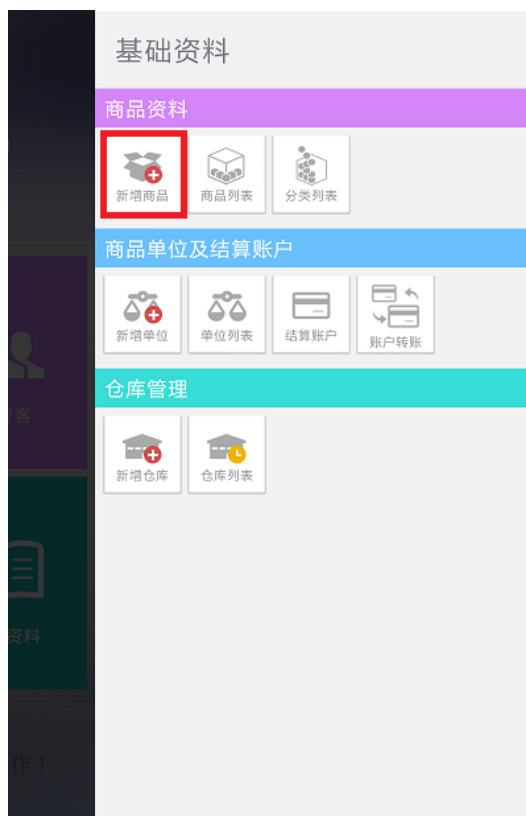 基础资料
商品资料
新增商品 商品列表 分类列表
商品单位及结算账户
新增单位 单位列表 结算账户 账户转账
仓库管理
新增仓库 仓库列表
客
资料
作！